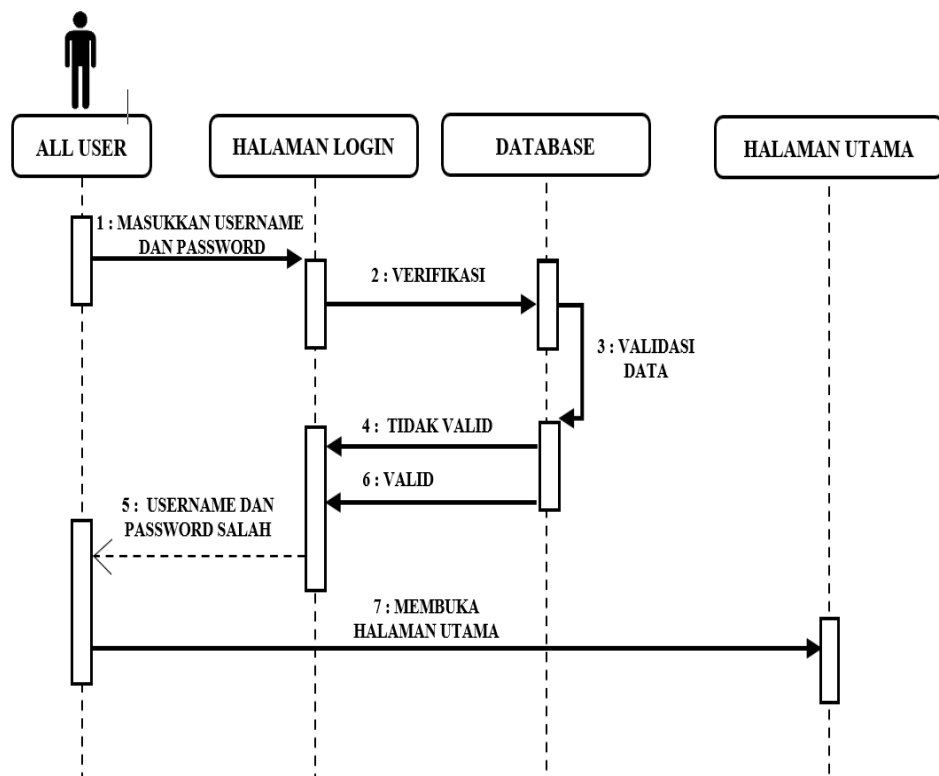 ALL USER
HALAMAN LOGIN
DATABASE
HALAMAN UTAMA
1 : MASUKKAN USERNAME
DAN PASSWORD
2 : VERIFIKASI
3 : VALIDASI
DATA
4 : TIDAK VALID
6 : VALID
5 : USERNAME DAN
PASSWORD SALAH
7 : MEMBUKA
HALAMAN UTAMA